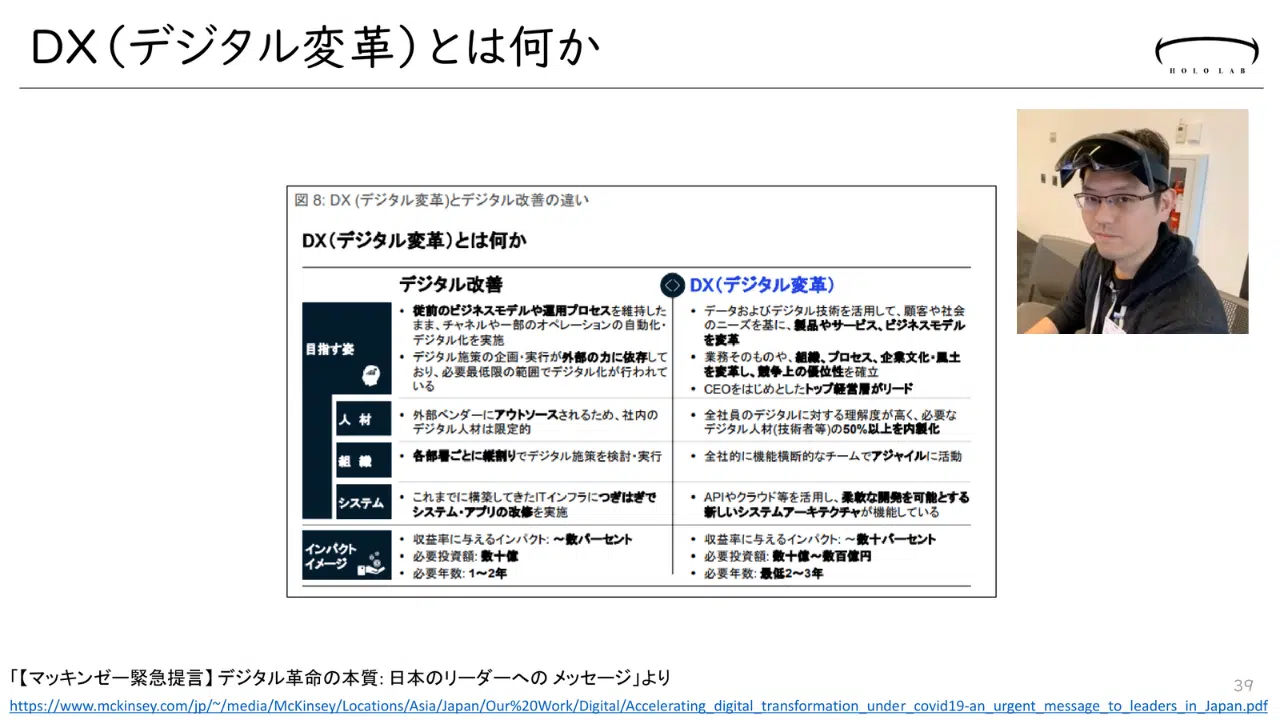 DX（デジタル変革）とは何か
HOLO LAB
図 8: DX (デジタル変革)とデジタル改善の違い
DX（デジタル変革）とは何か
デジタル改善
DX（デジタル変革）
目指す姿
• 従前のビジネスモデルや運用プロセスを維持した
まま、チャネルや一部のオペレーションの自動化・
デジタル化を実施
• デジタル施策の企画・実行が外部の力に依存して
おり、必要最低限の範囲でデジタル化が行われて
いる
• データおよびデジタル技術を活用して、顧客や社会
のニーズを基に、製品やサービス、ビジネスモデル
を変革
• 業務そのものや、組織、プロセス、企業文化・風土
を変革し、競争上の優位性を確立
• CEOをはじめとしたトップ経営層がリード
人 材
• 外部ベンダーにアウトソースされるため、社内の
デジタル人材は限定的
• 全社員のデジタルに対する理解度が高く、必要な
デジタル人材(技術者等)の50%以上を内製化
組 織
• 各部署ごとに縦割りでデジタル施策を検討・実行
• 全社的に機能横断的なチームでアジャイルに活動
システム
• これまでに構築してきたITインフラにつぎはぎで
システム・アプリの改修を実施
• APIやクラウド等を活用し、柔軟な開発を可能とする
新しいシステムアーキテクチャが機能している
インパクト
イメージ
• 収益率に与えるインパクト: ～数パーセント
• 必要投資額: 数十億
• 必要年数: 1～2年
• 収益率に与えるインパクト: ～数十パーセント
• 必要投資額: 数十億～数百億円
• 必要年数: 最低2～3年
「【マッキンゼー緊急提言】 デジタル革命の本質: 日本のリーダーへの メッセージ」より
39
https://www.mckinsey.com/jp/~/media/McKinsey/Locations/Asia/Japan/Our%20Work/Digital/Accelerating_digital_transformation_under_covid19-an_urgent_message_to_leaders_in_Japan.pdf